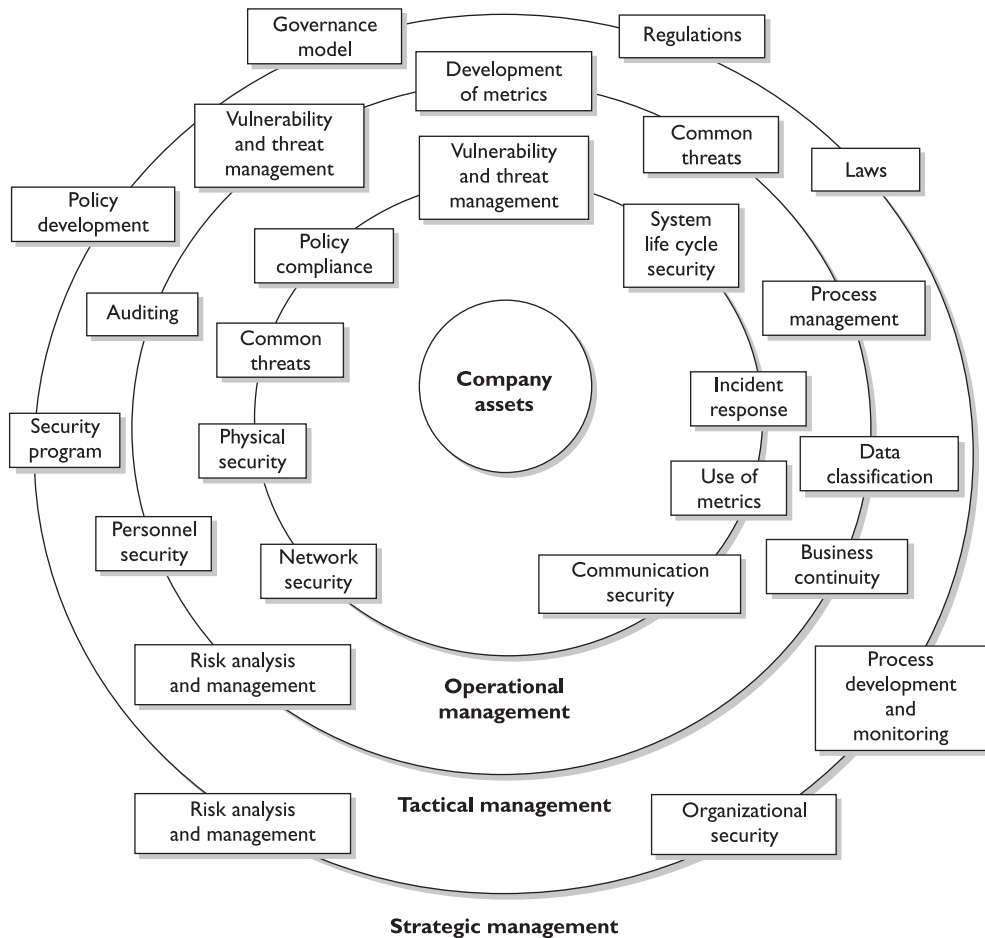 Governance
model
Regulations
Development
of metrics
Vulnerability
and threat
management
Common
threats
Vulnerability
and threat
management
Laws
Policy
development
System
life cycle
security
Policy
compliance
Auditing
Process
management
Common
threats
Company
assets
Incident
response
Security
program
Physical
security
Data
classification
Use of
metrics
Personnel
security
Network
security
Business
continuity
Communication
security
Risk analysis
and management
Process
development
and
monitoring
Operational
management
Risk analysis
and management
Tactical management
Organizational
security
Strategic management